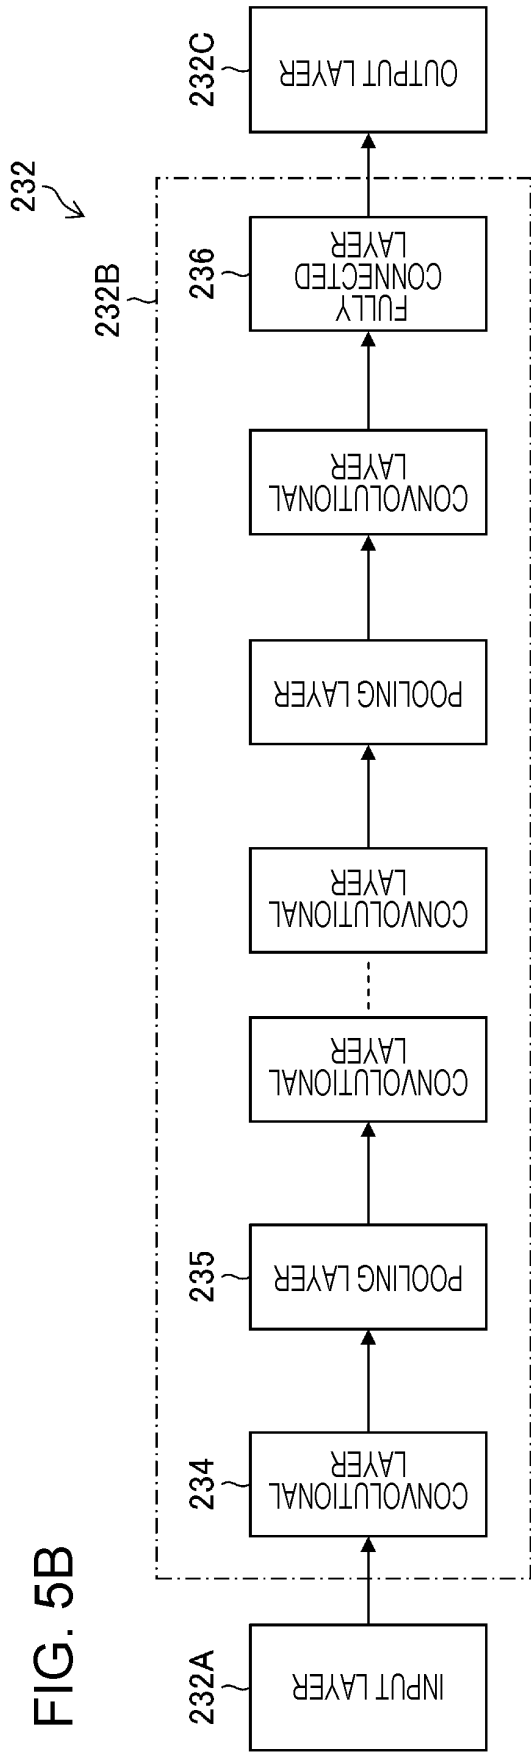 FIG. 5B
232
232B
232A
234
235
236
232C
INPUT LAYER
CONVOLUTIONAL
LAYER
POOLING LAYER
CONVOLUTIONAL
LAYER
CONVOLUTIONAL
LAYER
POOLING LAYER
CONVOLUTIONAL
LAYER
FULLY
CONNECTED
LAYER
OUTPUT LAYER